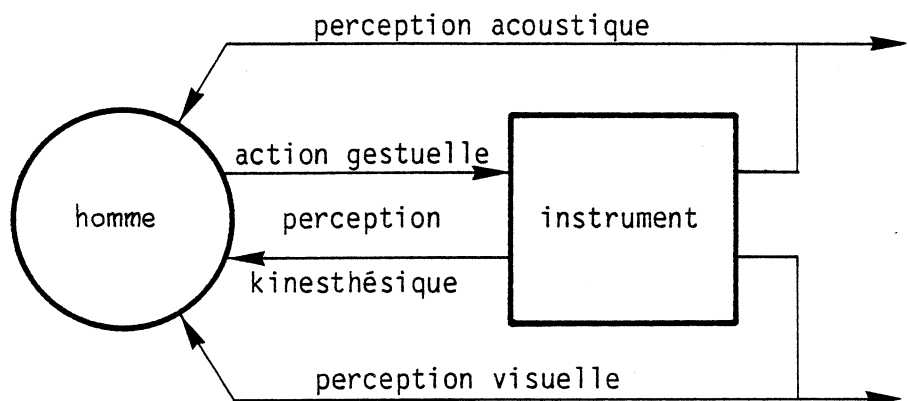 perception acoustique
action gestuelle
homme
perception
instrument
kinesthésique
perception visuelle